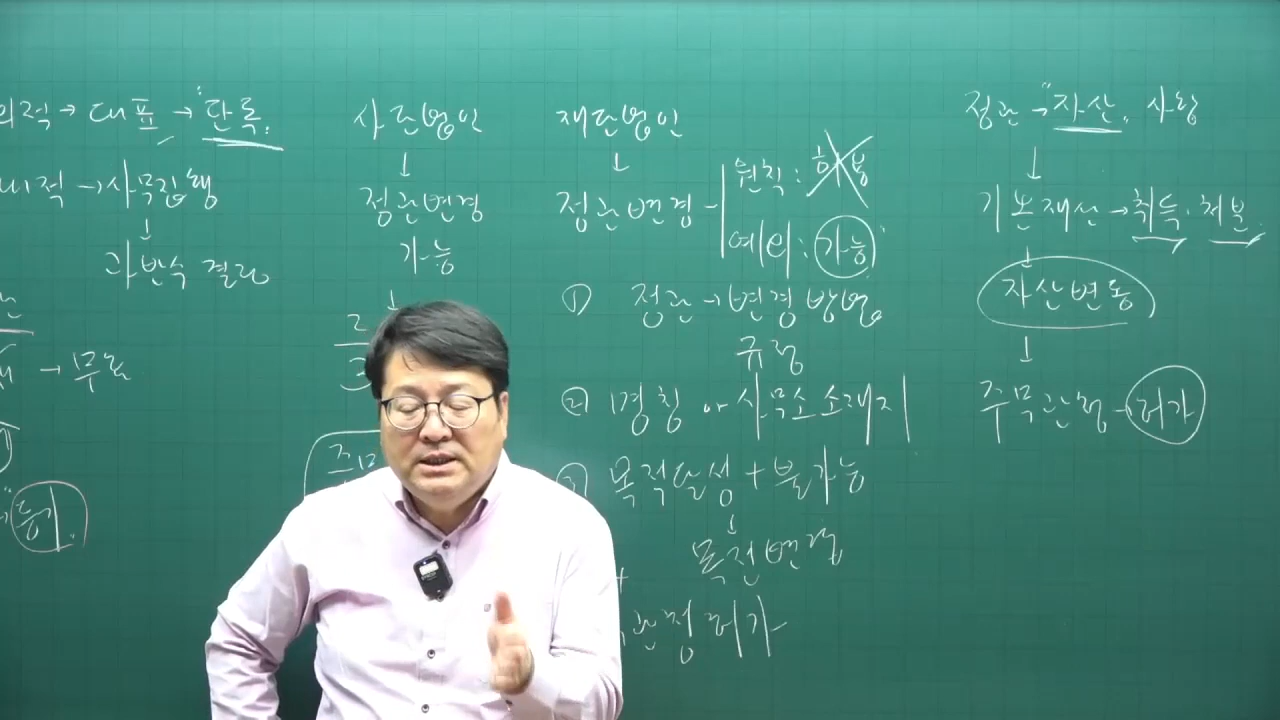 의적 → 대표 → "단독"
내적 → 사무집행
↓
과반수 결정
→ 무효
등기
사단법인
↓
정관변경
가능
↓
2
3
재단법인
↓
정관변경
원칙:
예외: 가능
① 정관 → 변경방법
규정
② 명칭 or 사무소 소재지
목적달성 + 불가능
↓
목적변경
+
관청허가
정관 → "자산" 사항
↓
기본재산 → 취득·처분
↓
자산변동
↓
주무관청 → 허가